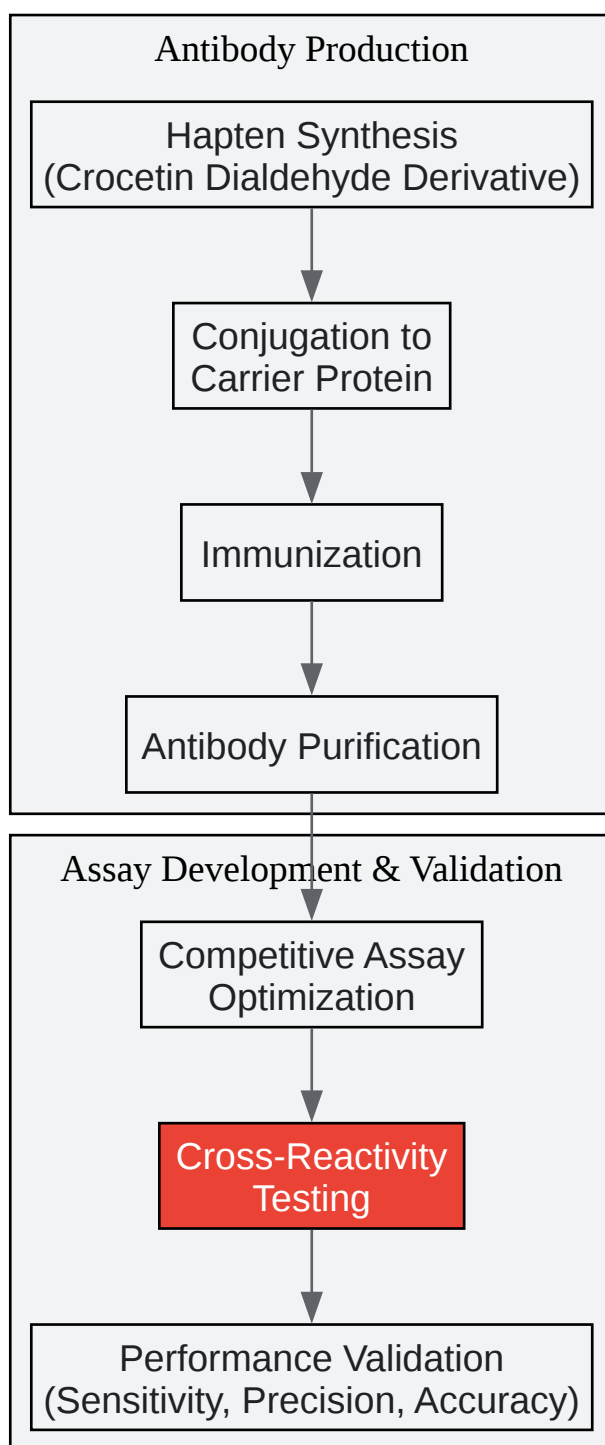 Antibody Production
Hapten Synthesis
(Crocetin Dialdehyde Derivative)
Conjugation to
Carrier Protein
Immunization
Antibody Purification
Assay Development & Validation
Competitive Assay
Optimization
Cross-Reactivity
Testing
Performance Validation
(Sensitivity, Precision, Accuracy)